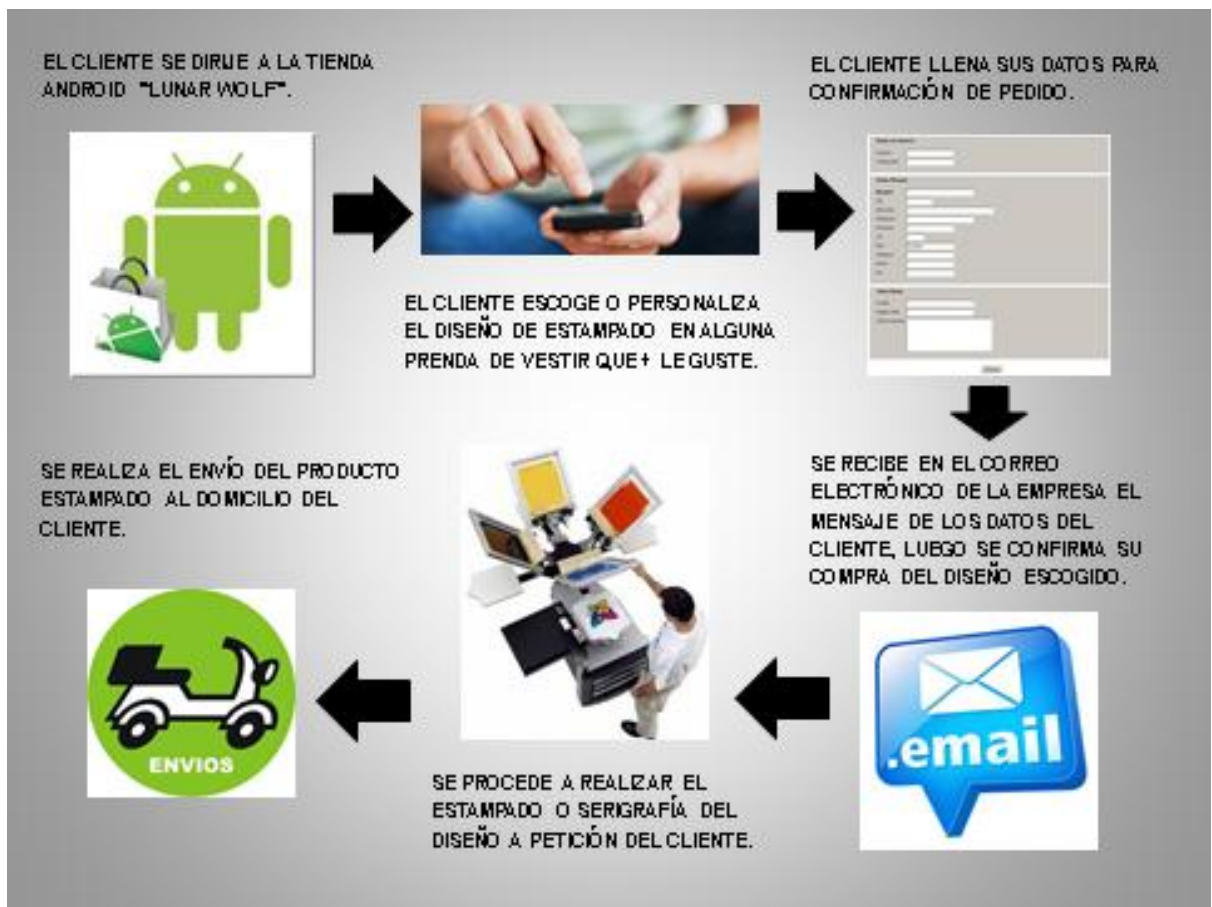 EL CLIENTE SE DIRIJE A LA TIENDA
ANDROID "LUNAR WOLF".
EL CLIENTE ESCOGE O PERSONALIZA
EL DISEÑO DE ESTAMPADO EN ALGUNA
PRENDA DE VESTIR QUE+ LE GUSTE.
EL CLIENTE LLENA SUS DATOS PARA
CONFIRMACIÓN DE PEDIDO.
SE RECIBE EN EL CORREO
ELECTRÓNICO DE LA EMPRESA EL
MENSAJE DE LOS DATOS DEL
CLIENTE, LUEGO SE CONFIRMA SU
COMPRA DEL DISEÑO ESCOGIDO.
.email
SE PROCEDE A REALIZAR EL
ESTAMPADO O SERIGRAFÍA DEL
DISEÑO A PETICIÓN DEL CLIENTE.
SE REALIZA EL ENVÍO DEL PRODUCTO
ESTAMPADO AL DOMICILIO DEL
CLIENTE.
ENVIOS